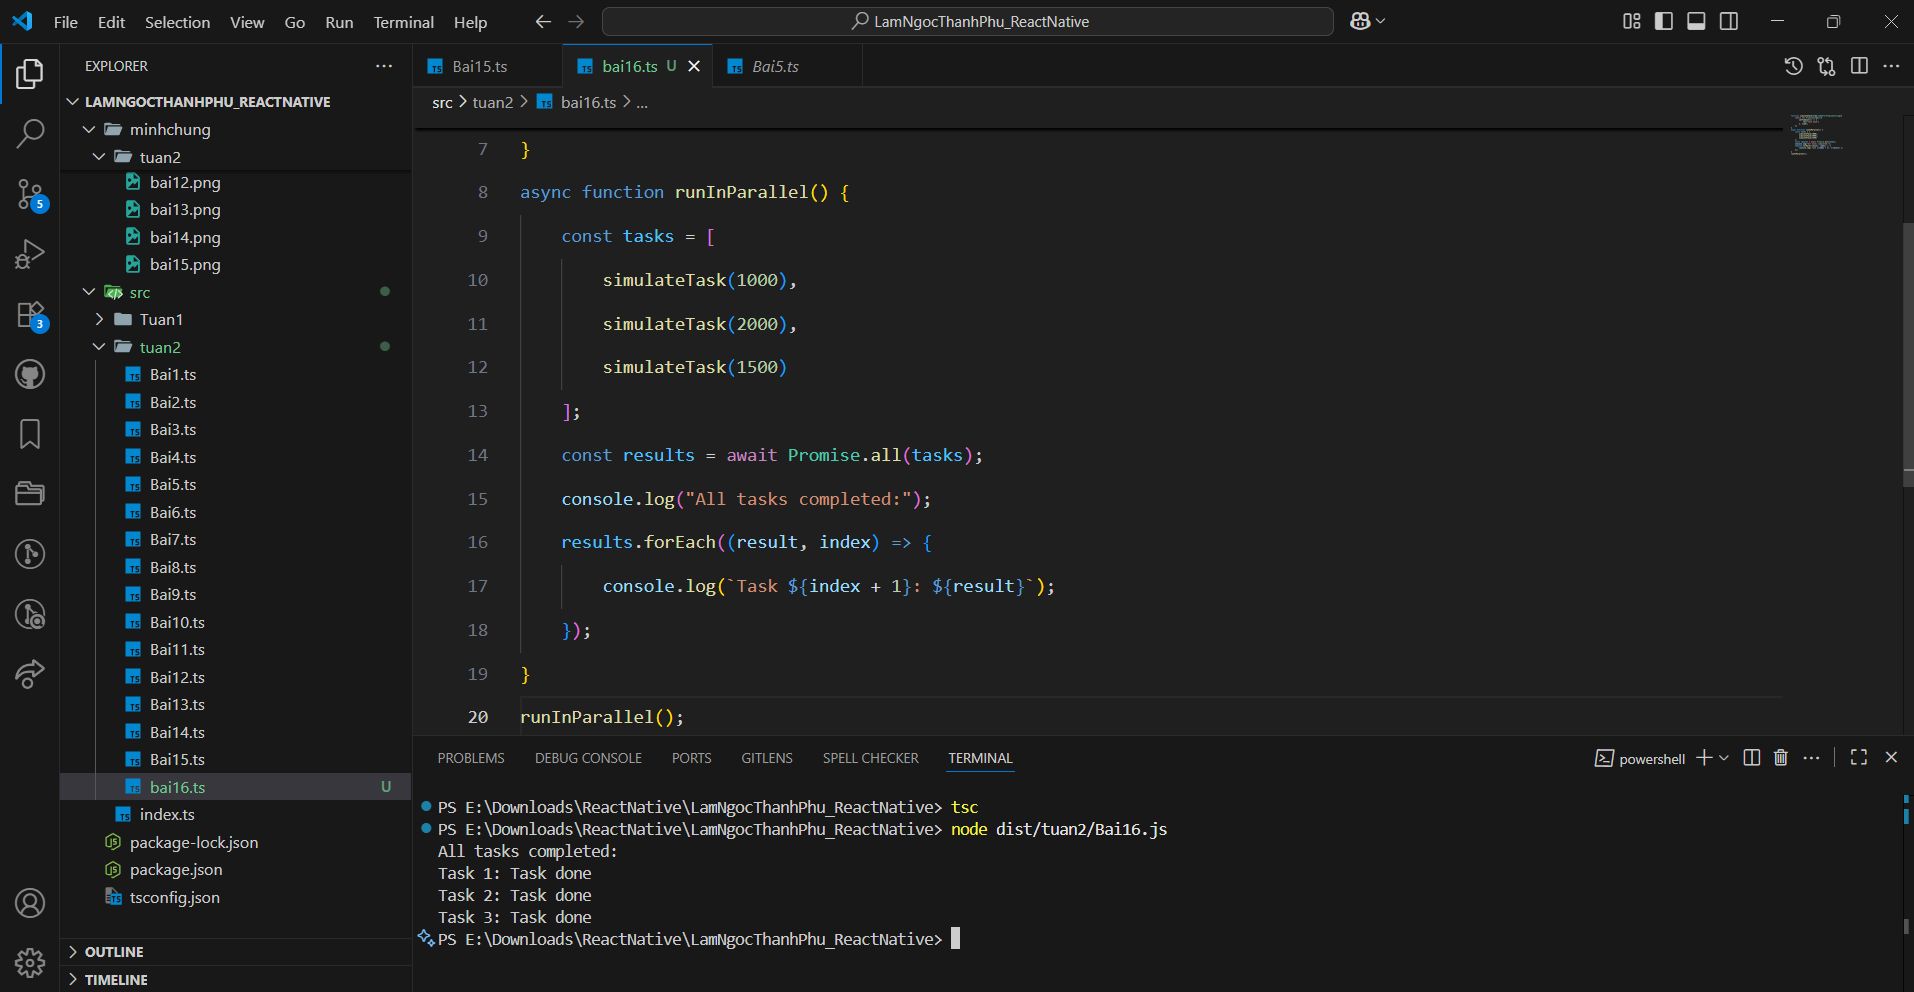 File Edit Selection View Go Run Terminal Help
LamNgocThanhPhu_ReactNative
EXPLORER
LAMNGOCTHANHPHU_REACTNATIVE
minhchung
tuan2
bai12.png
bai13.png
bai14.png
bai15.png
src
Tuan1
tuan2
Bai1.ts
Bai2.ts
Bai3.ts
Bai4.ts
Bai5.ts
Bai6.ts
Bai7.ts
Bai8.ts
Bai9.ts
Bai10.ts
Bai11.ts
Bai12.ts
Bai13.ts
Bai14.ts
Bai15.ts
bai16.ts U
index.ts
package-lock.json
package.json
tsconfig.json
OUTLINE
TIMELINE
5
3
Bai15.ts bai16.ts U Bai5.ts
src > tuan2 > bai16.ts > ...
7 }
8 async function runInParallel() {
9 const tasks = [
10 simulateTask(1000),
11 simulateTask(2000),
12 simulateTask(1500)
13 ];
14 const results = await Promise.all(tasks);
15 console.log("All tasks completed:");
16 results.forEach((result, index) => {
17 console.log(`Task ${index + 1}: ${result}`);
18 });
19 }
20 runInParallel();
PROBLEMS DEBUG CONSOLE PORTS GITLENS SPELL CHECKER TERMINAL
powershell
PS E:\Downloads\ReactNative\LamNgocThanhPhu_ReactNative> tsc
PS E:\Downloads\ReactNative\LamNgocThanhPhu_ReactNative> node dist/tuan2/Bai16.js
All tasks completed:
Task 1: Task done
Task 2: Task done
Task 3: Task done
PS E:\Downloads\ReactNative\LamNgocThanhPhu_ReactNative>